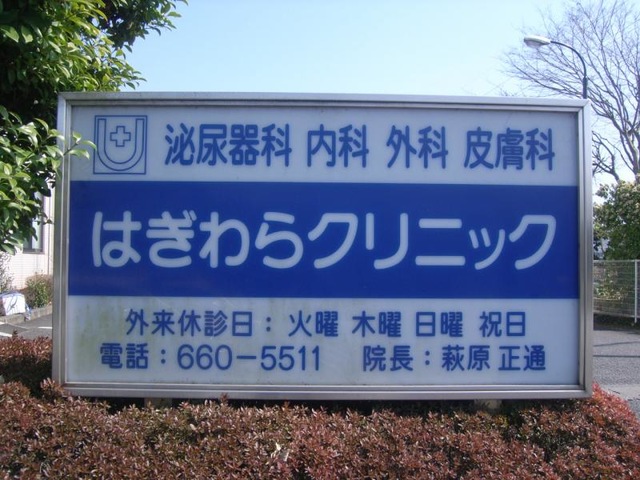 泌尿器科 内科 外科 皮膚科
はぎわらクリニック
外来休診日： 火曜 木曜 日曜 祝日
電話：660-5511 院長：萩原 正通